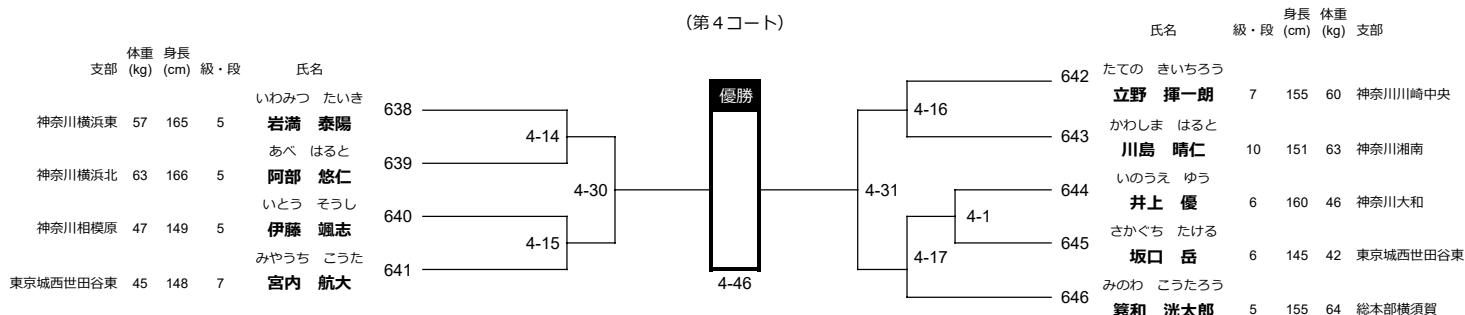 （第４コート）
支部 体重(kg) 身長(cm) 級・段 氏名
いわみつ たいき
神奈川横浜東 57 165 5 岩満 泰陽 638
あべ はると
神奈川横浜北 63 166 5 阿部 悠仁 639
いとう そうし
神奈川相模原 47 149 5 伊藤 颯志 640
みやうち こうた
東京城西世田谷東 45 148 7 宮内 航大 641
4-14
4-15
4-30
優勝
4-46
4-31
4-16
4-1
4-17
氏名 級・段 身長(cm) 体重(kg) 支部
たての きいちろう
642 立野 揮一朗 7 155 60 神奈川川崎中央
かわしま はると
643 川島 晴仁 10 151 63 神奈川湘南
いのうえ ゆう
644 井上 優 6 160 46 神奈川大和
さかぐち たける
645 坂口 岳 6 145 42 東京城西世田谷東
みのわ こうたろう
646 簑和 洸太郎 5 155 64 総本部横須賀